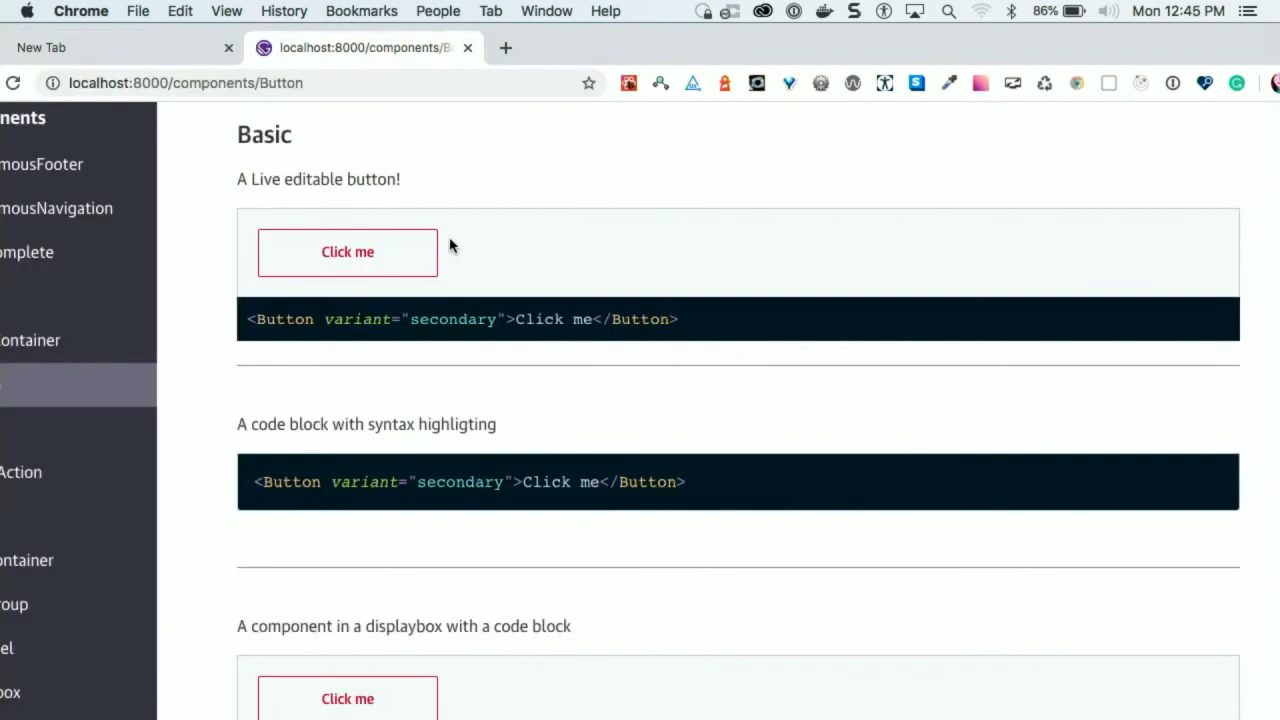 Chrome File Edit View History Bookmarks People Tab Window Help 86% Mon 12:45 PM
New Tab localhost:8000/components/B
localhost:8000/components/Button
nents
mousFooter
mousNavigation
omplete
ontainer
Action
ontainer
roup
el
box
Basic
A Live editable button!
Click me
<Button variant="secondary">Click me</Button>
A code block with syntax highligting
<Button variant="secondary">Click me</Button>
A component in a displaybox with a code block
Click me